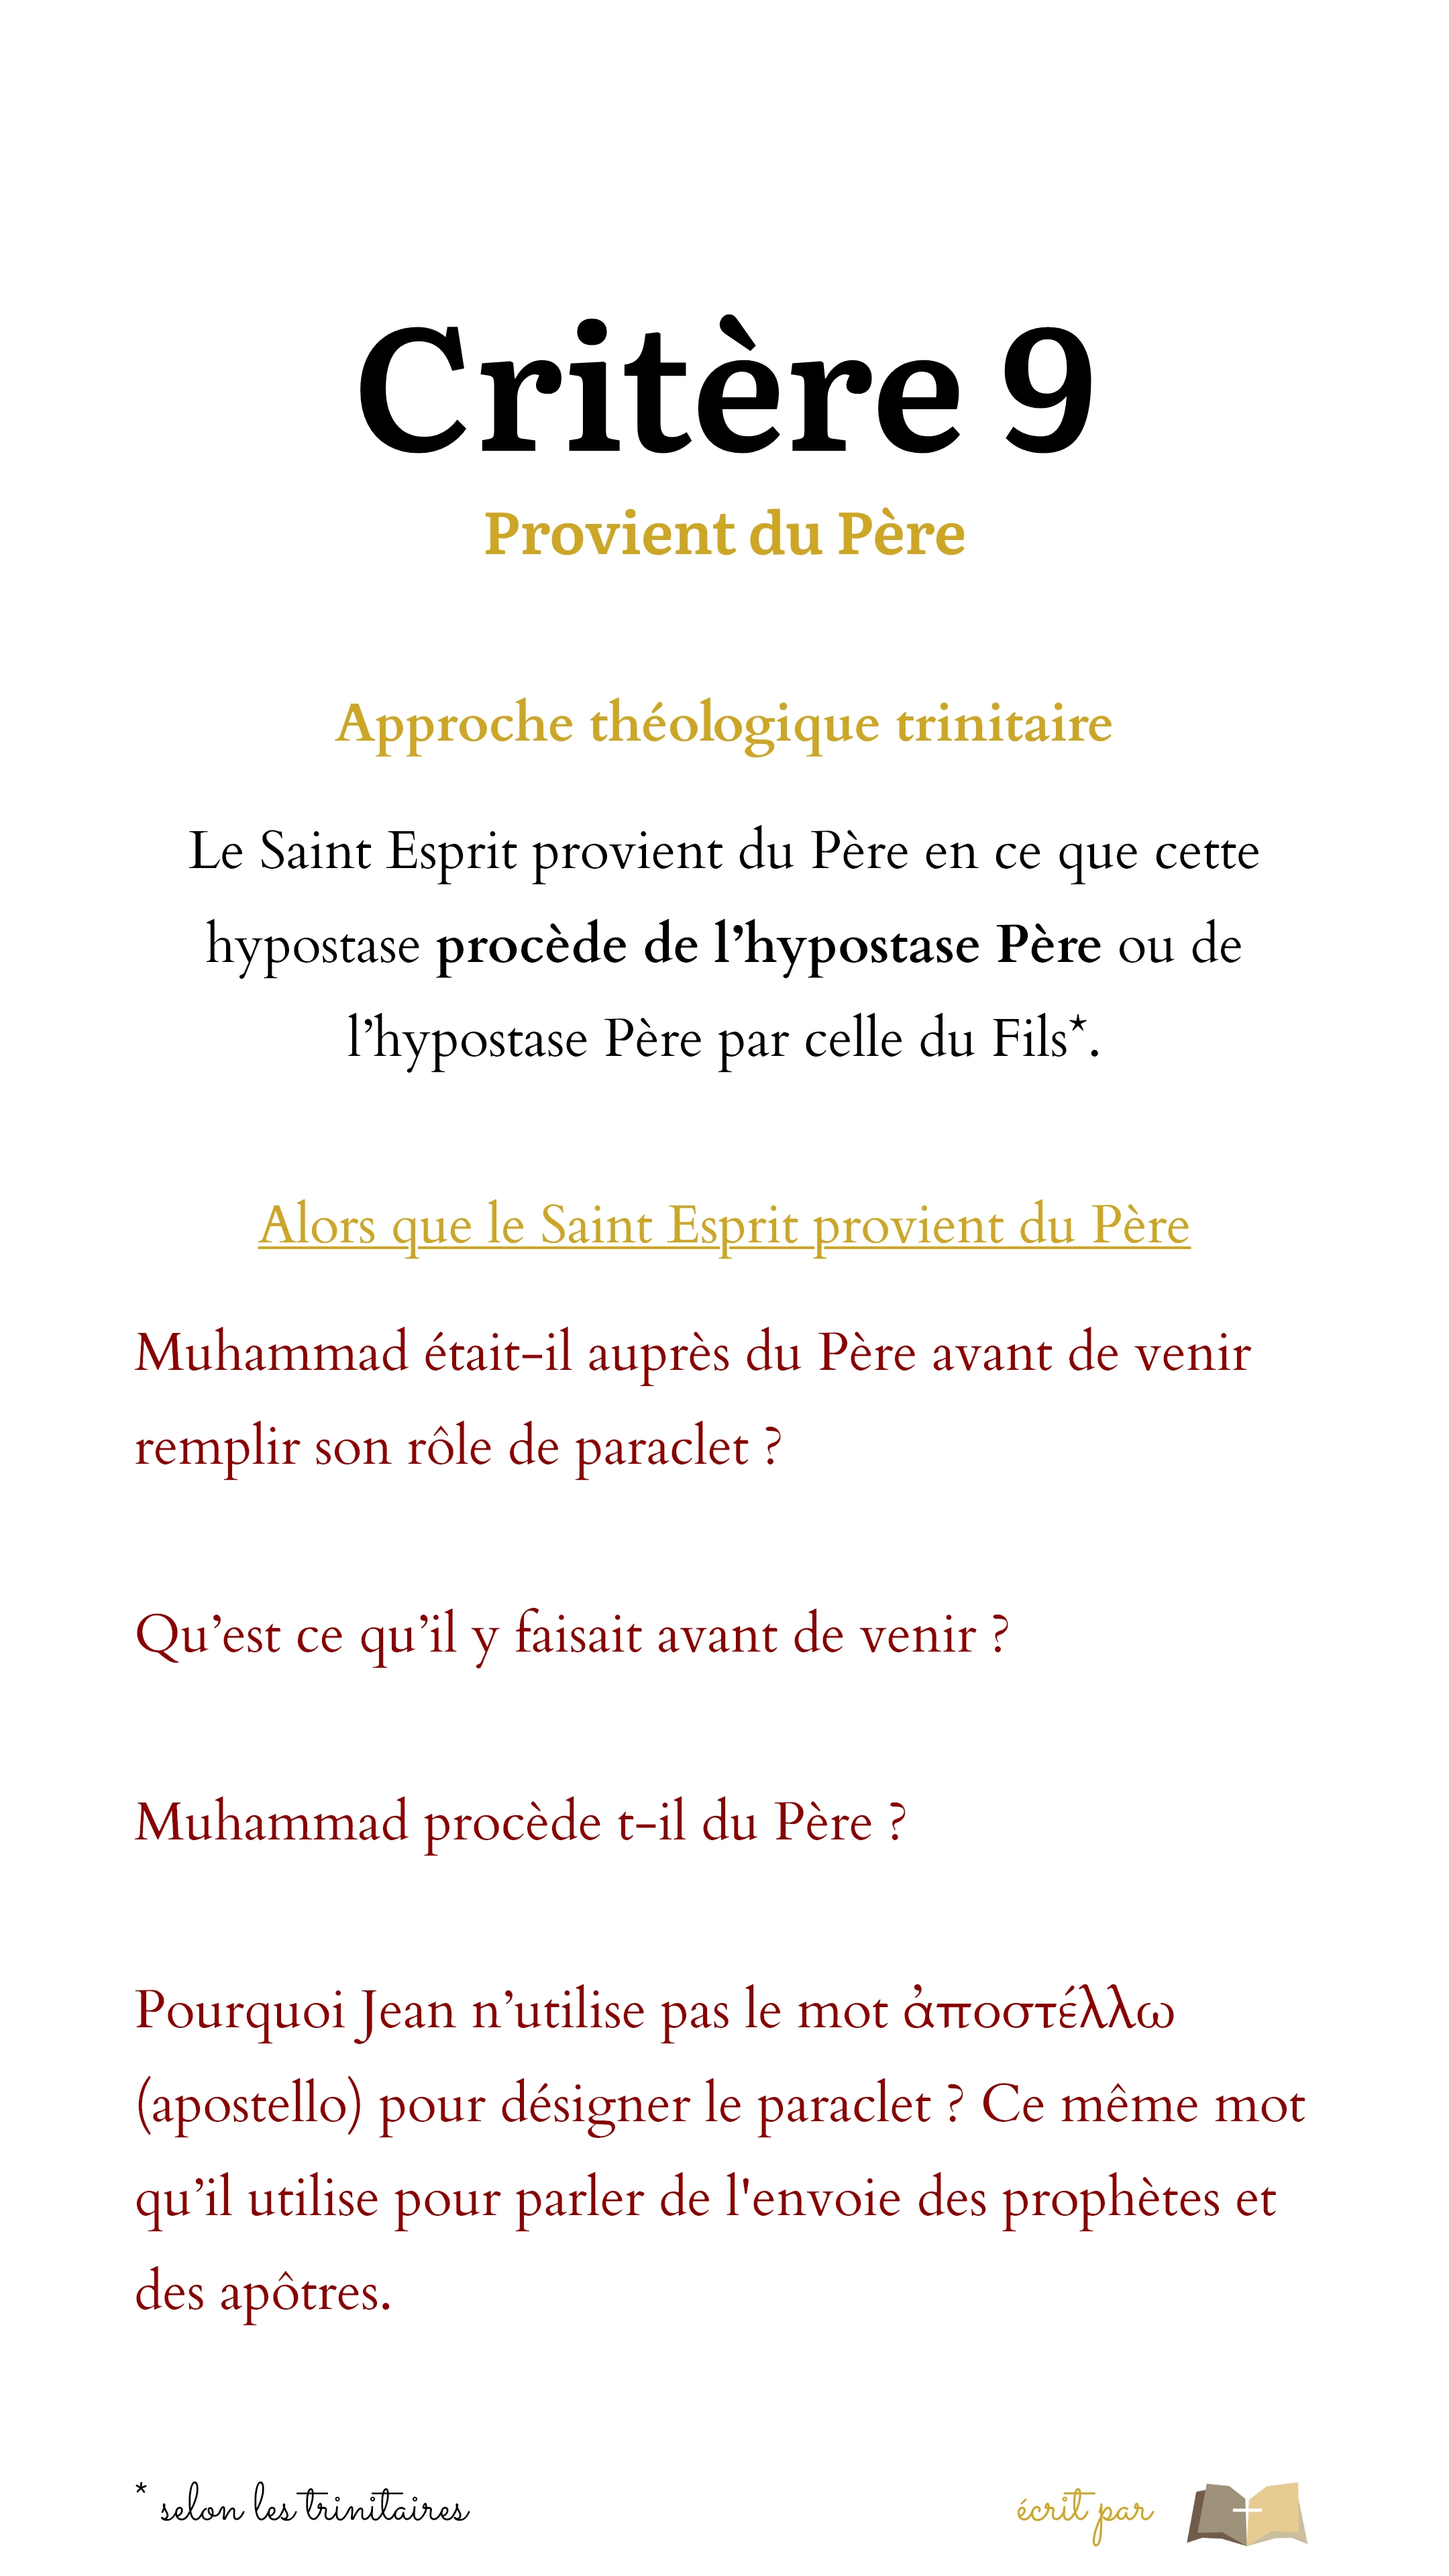 Critère 9
Provient du Père
Approche théologique trinitaire
Le Saint Esprit provient du Père en ce que cette
hypostase procède de l’hypostase Père ou de
l’hypostase Père par celle du Fils*.
Alors que le Saint Esprit provient du Père
Muhammad était-il auprès du Père avant de venir
remplir son rôle de paraclet ?
Qu’est ce qu’il y faisait avant de venir ?
Muhammad procède t-il du Père ?
Pourquoi Jean n’utilise pas le mot ἀποστέλλω
(apostello) pour désigner le paraclet ? Ce même mot
qu’il utilise pour parler de l'envoie des prophètes et
des apôtres.
* selon les trinitaires
écrit par